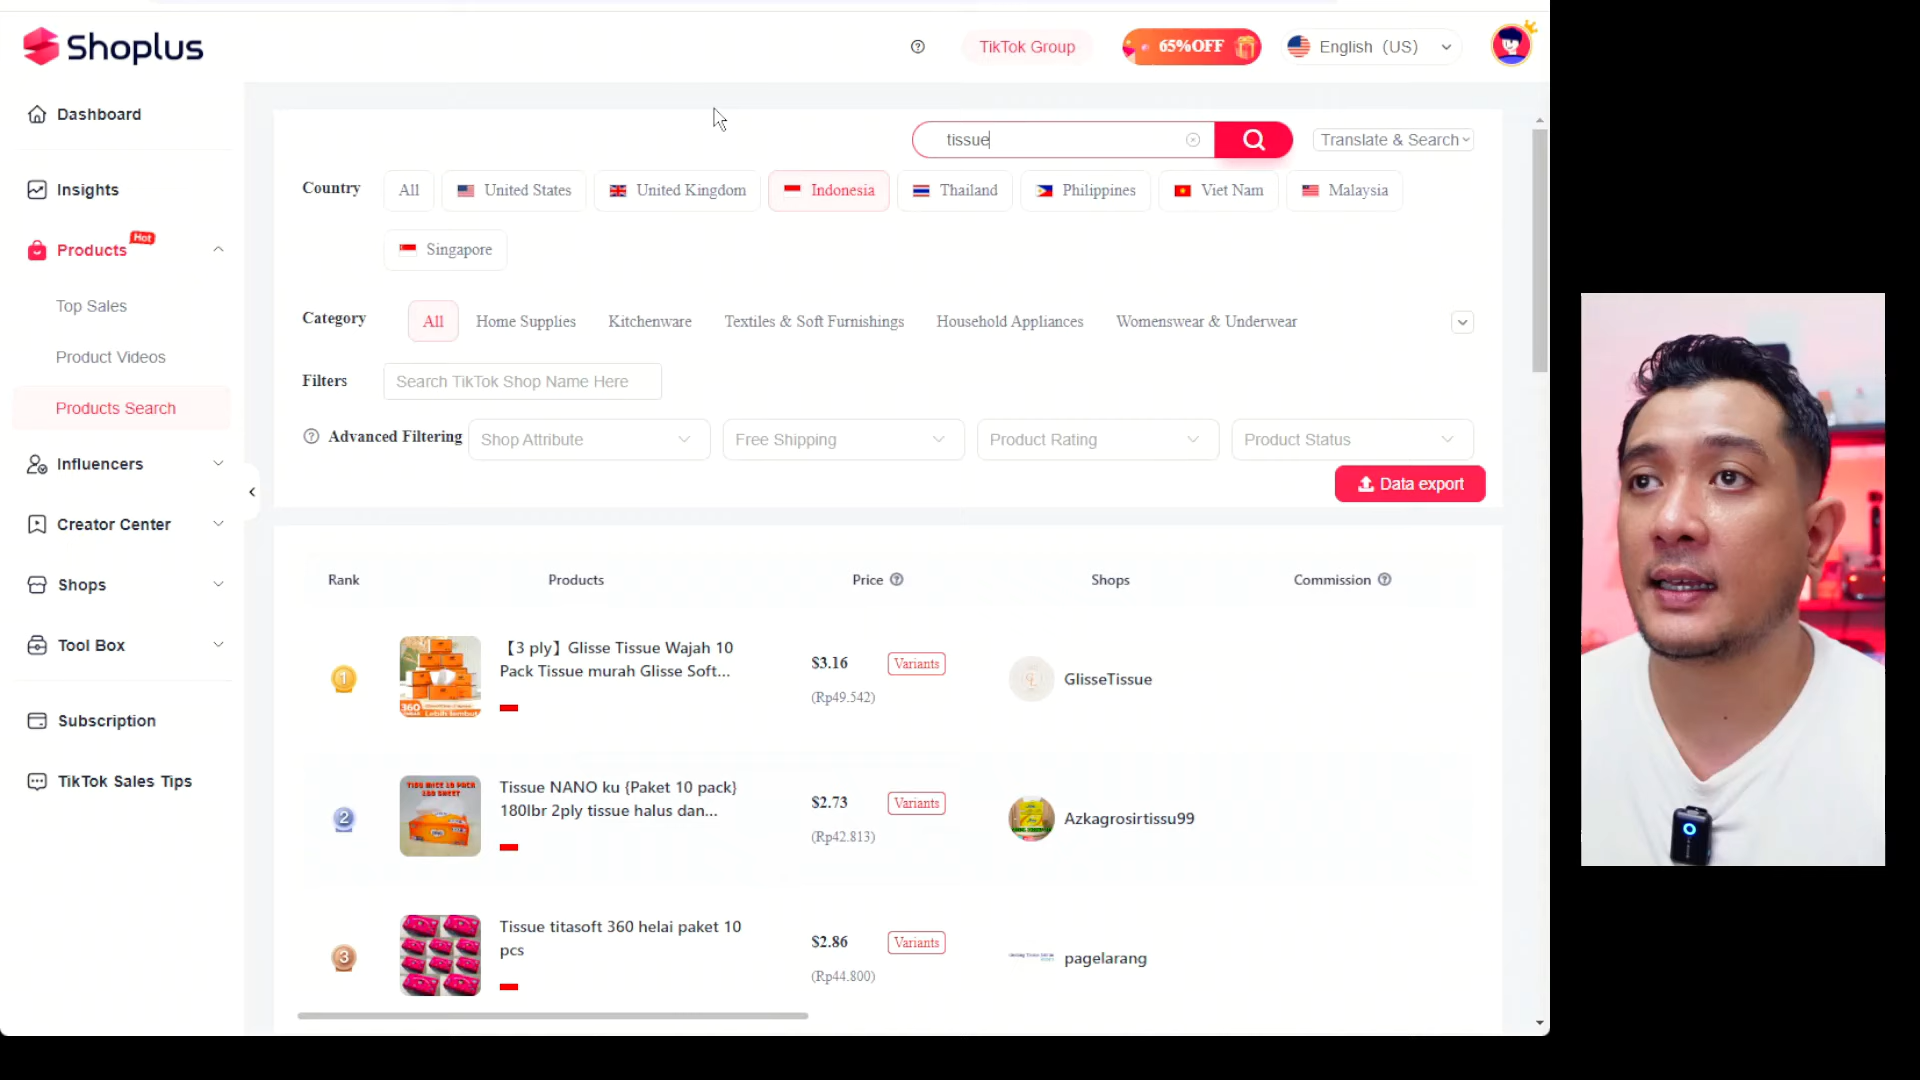 Shoplus
TikTok Group
65%OFF
English (US)
Dashboard
Insights
Products
Hot
Top Sales
Product Videos
Products Search
Influencers
Creator Center
Shops
Tool Box
Subscription
TikTok Sales Tips
tissue
Translate & Search
Country
All
United States
United Kingdom
Indonesia
Thailand
Philippines
Viet Nam
Malaysia
Singapore
Category
All
Home Supplies
Kitchenware
Textiles & Soft Furnishings
Household Appliances
Womenswear & Underwear
Filters
Search TikTok Shop Name Here
Advanced Filtering
Shop Attribute
Free Shipping
Product Rating
Product Status
Data export
Rank
Products
Price
Shops
Commission
1
360
【3 ply】Glisse Tissue Wajah 10
Pack Tissue murah Glisse Soft...
$3.16
Variants
(Rp49.542)
GlisseTissue
2
Tissue NANO ku {Paket 10 pack}
180lbr 2ply tissue halus dan...
$2.73
Variants
(Rp42.813)
Azkagrosirtissu99
3
Tissue titasoft 360 helai paket 10
pcs
$2.86
Variants
(Rp44.800)
pagelarang